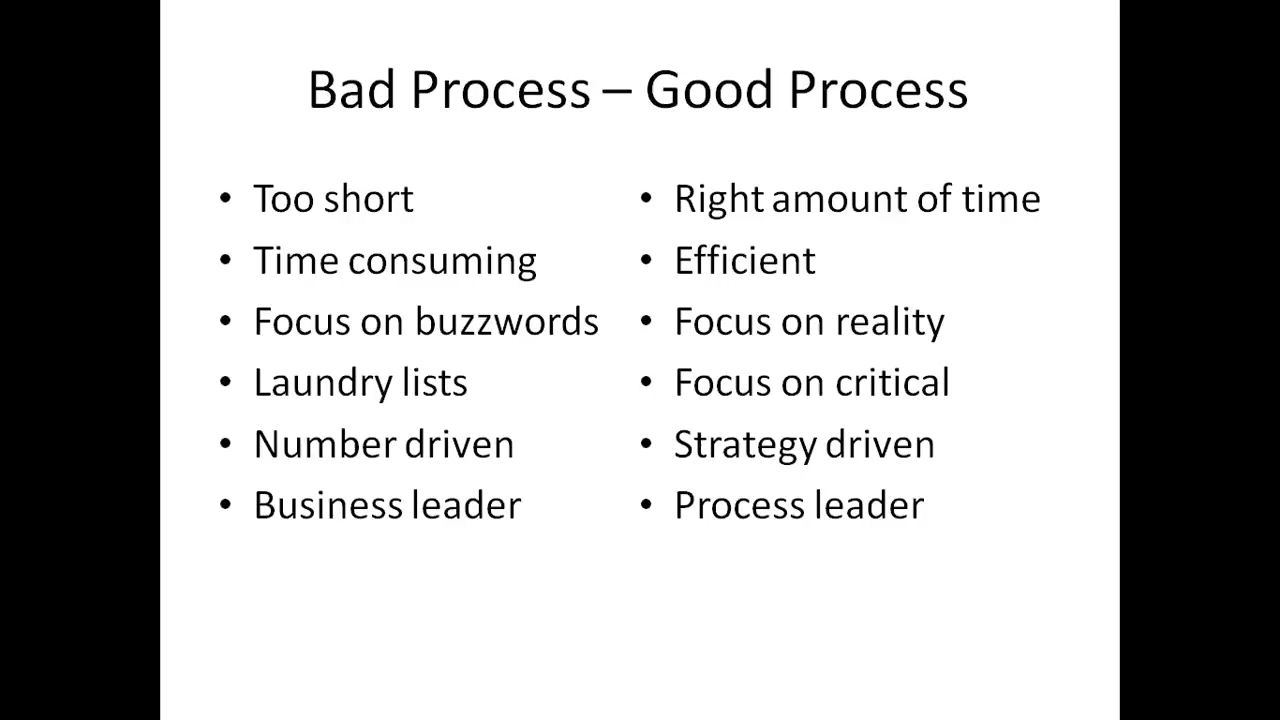 Bad Process – Good Process
• Too short
• Time consuming
• Focus on buzzwords
• Laundry lists
• Number driven
• Business leader
• Right amount of time
• Efficient
• Focus on reality
• Focus on critical
• Strategy driven
• Process leader